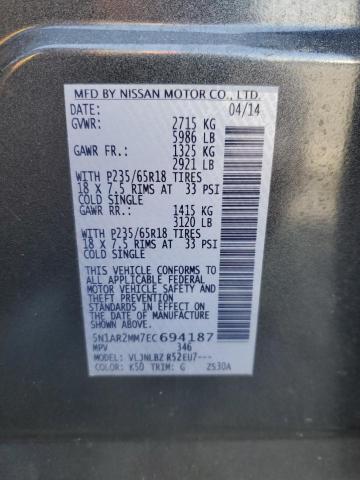 MFD BY NISSAN MOTOR CO., LTD.
DATE: 04/14
GVWR: 2715 KG
5986 LB
GAWR FR.: 1325 KG
2921 LB
WITH P235/65R18 TIRES
18 X 7.5 RIMS AT 33 PSI
COLD SINGLE
GAWR RR.: 1415 KG
3120 LB
WITH P235/65R18 TIRES
18 X 7.5 RIMS AT 33 PSI
COLD SINGLE
THIS VEHICLE CONFORMS TO
ALL APPLICABLE FEDERAL
MOTOR VEHICLE SAFETY AND
THEFT PREVENTION
STANDARDS IN EFFECT ON
THE DATE OF MANUFACTURE
SHOWN ABOVE.
5N1AR2MM7EC694187
MPV 346
MODEL: VLJNLBZ R52EU7---
COLOR: K50 TRIM: G ZS30A